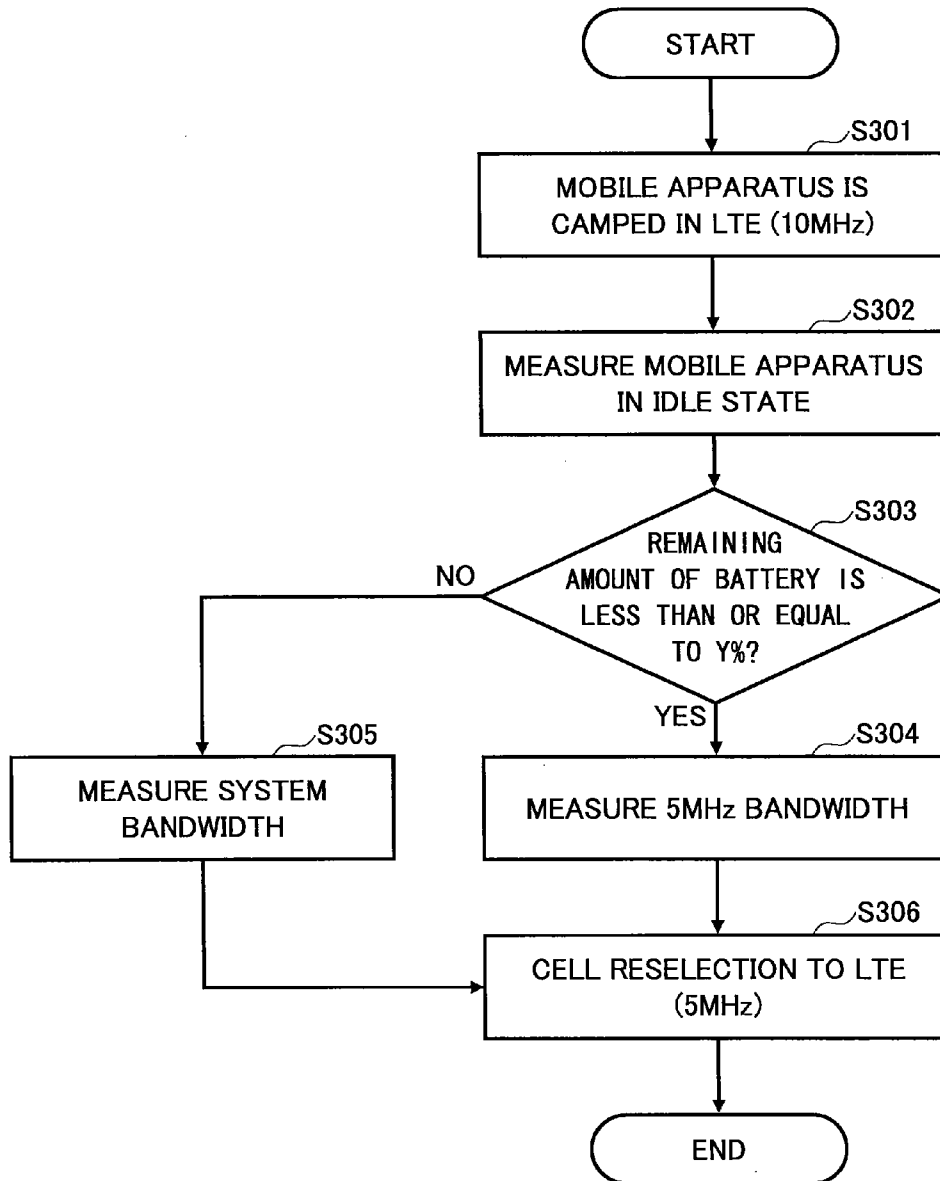 START
S301
MOBILE APPARATUS IS
CAMPED IN LTE (10MHz)
S302
MEASURE MOBILE APPARATUS
IN IDLE STATE
S303
REMAINING
AMOUNT OF BATTERY IS
LESS THAN OR EQUAL
TO Y%?
NO
YES
S305
MEASURE SYSTEM
BANDWIDTH
S304
MEASURE 5MHz BANDWIDTH
S306
CELL RESELECTION TO LTE
(5MHz)
END